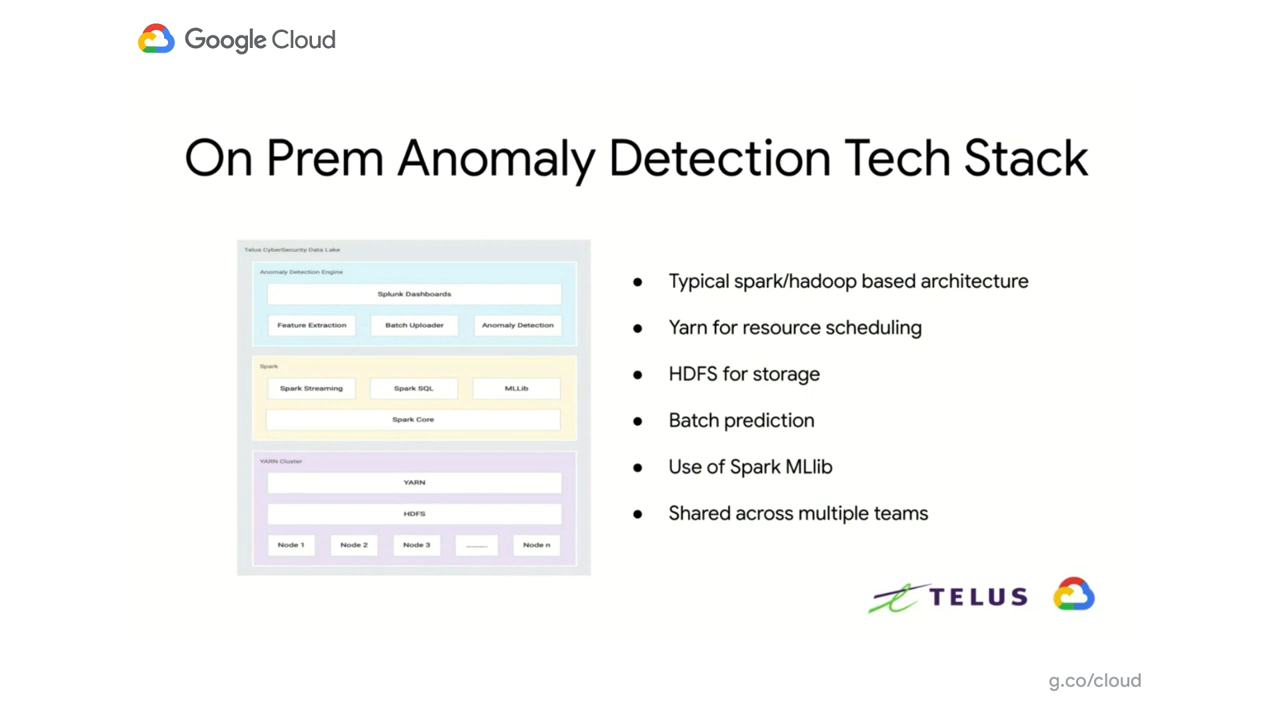 Google Cloud
On Prem Anomaly Detection Tech Stack
Telus CyberSecurity Data Lake
Anomaly Detection Engine
Splunk Dashboards
Feature Extraction
Batch Uploader
Anomaly Detection
Spark
Spark Streaming
Spark SQL
MLLib
Spark Core
YARN Cluster
YARN
HDFS
Node 1
Node 2
Node 3
..........
Node n
● Typical spark/hadoop based architecture
● Yarn for resource scheduling
● HDFS for storage
● Batch prediction
● Use of Spark MLlib
● Shared across multiple teams
TELUS
g.co/cloud